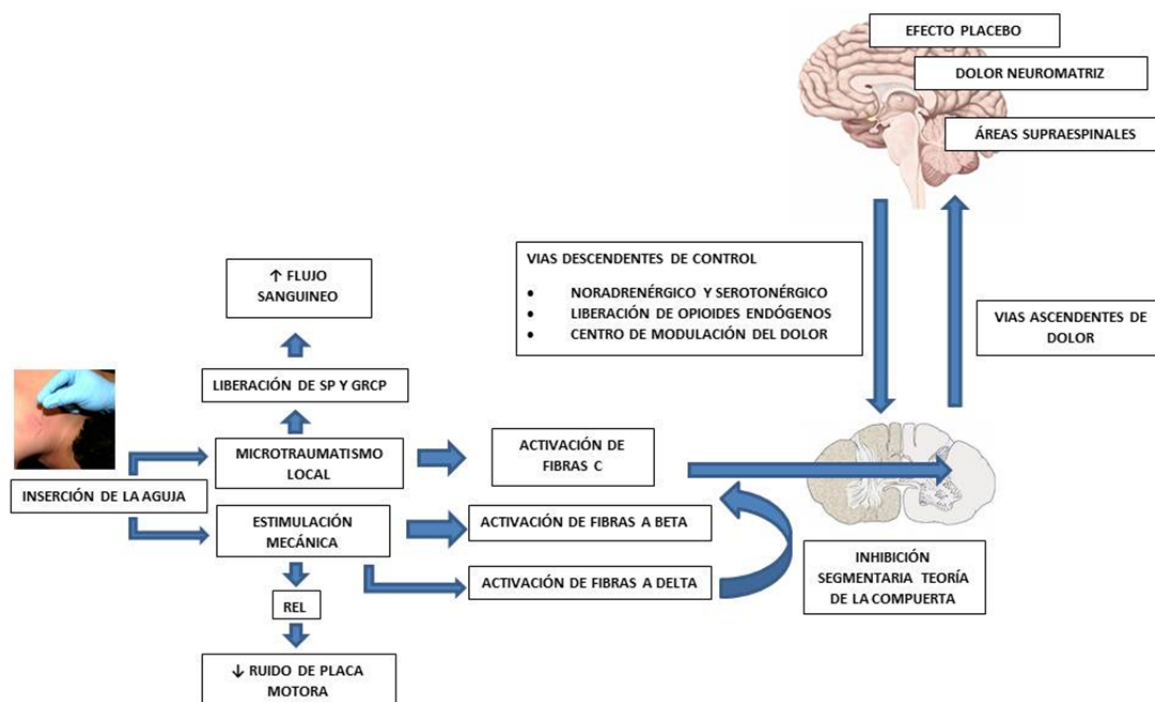 EFECTO PLACEBO
DOLOR NEUROMATRIZ
ÁREAS SUPRAESPINALES
VIAS DESCENDENTES DE CONTROL
• NORADRENÉRGICO Y SEROTONÉRGICO
• LIBERACIÓN DE OPIOIDES ENDÓGENOS
• CENTRO DE MODULACIÓN DEL DOLOR
VIAS ASCENDENTES DE
DOLOR
↑ FLUJO
SANGUINEO
LIBERACIÓN DE SP Y GRCP
MICROTRAUMATISMO
LOCAL
ACTIVACIÓN DE
FIBRAS C
INSERCIÓN DE LA AGUJA
ESTIMULACIÓN
MECÁNICA
ACTIVACIÓN DE FIBRAS A BETA
ACTIVACIÓN DE FIBRAS A DELTA
INHIBICIÓN
SEGMENTARIA TEORÍA
DE LA COMPUERTA
REL
↓ RUIDO DE PLACA
MOTORA